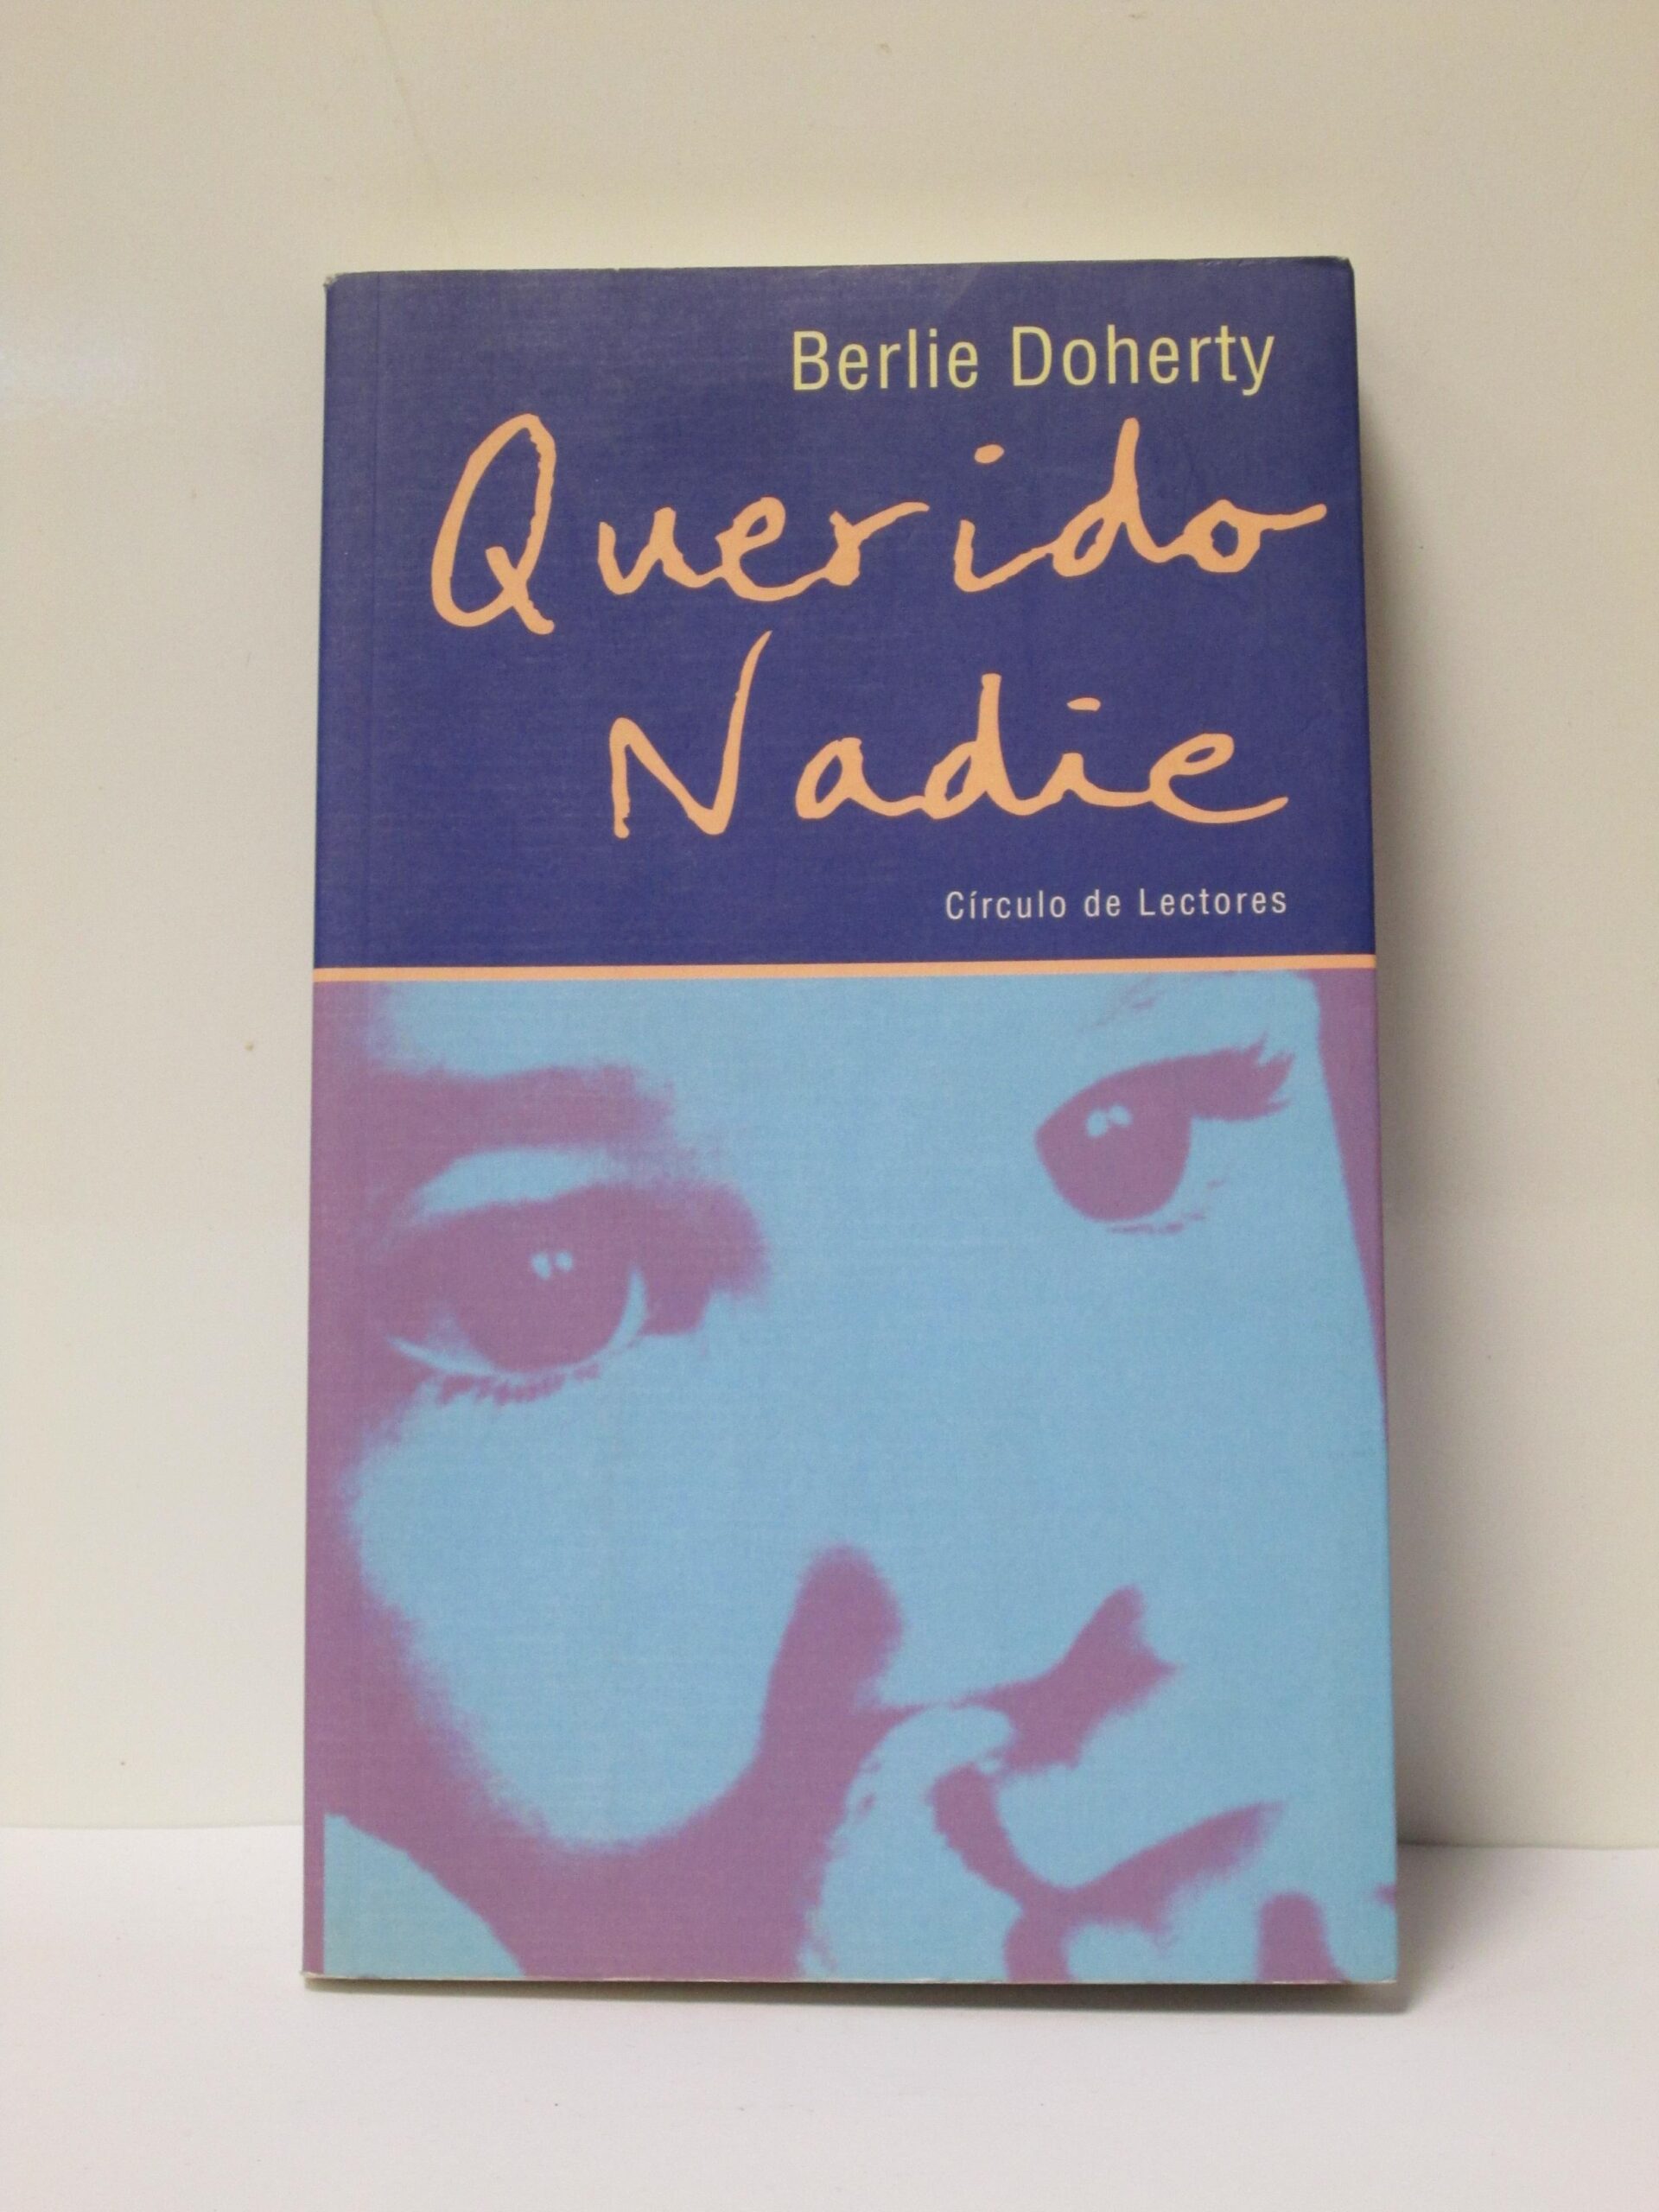 Berlie Doherty
Querido
Nadie
Círculo de Lectores